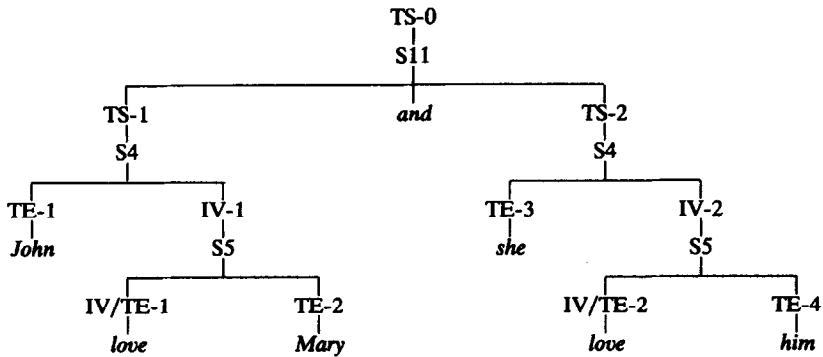 TS-0
S11
TS-1 and TS-2
S4 S4
TE-1 IV-1 TE-3 IV-2
John S5 she S5
IV/TE-1 TE-2 IV/TE-2 TE-4
love Mary love him